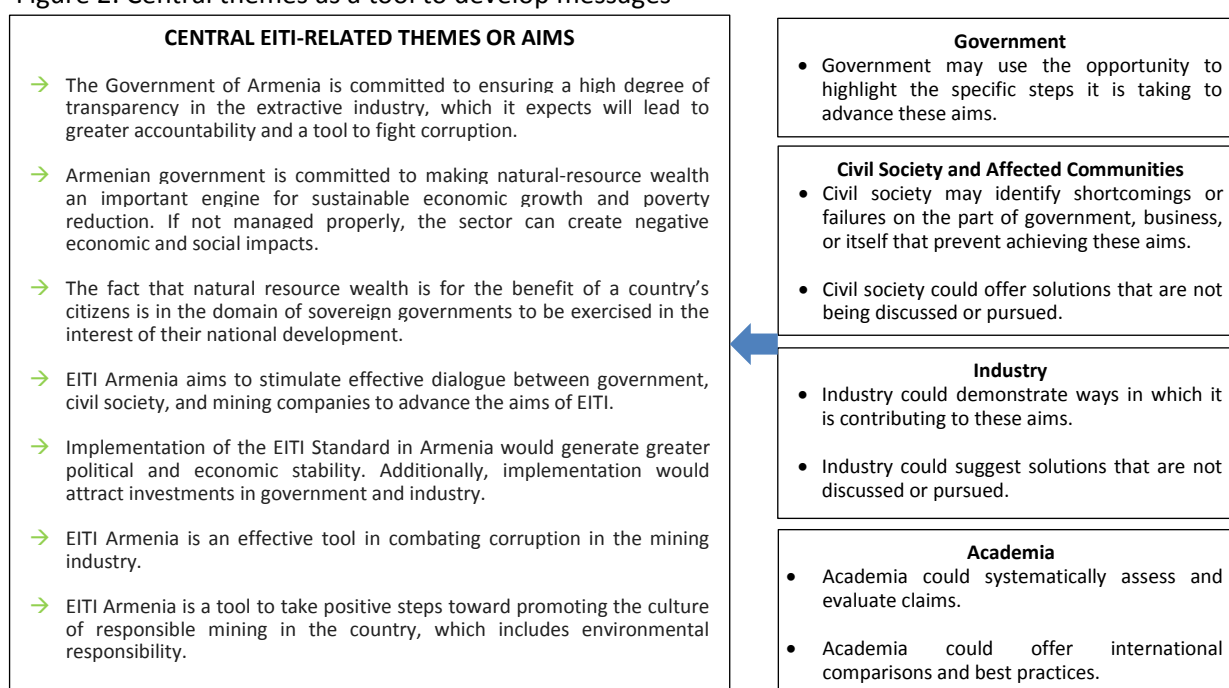 Figure 2. Central themes as a tool to develop messages
CENTRAL EITI-RELATED THEMES OR AIMS
→ The Government of Armenia is committed to ensuring a high degree of
transparency in the extractive industry, which it expects will lead to
greater accountability and a tool to fight corruption.
→ Armenian government is committed to making natural-resource wealth
an important engine for sustainable economic growth and poverty
reduction. If not managed properly, the sector can create negative
economic and social impacts.
→ The fact that natural resource wealth is for the benefit of a country's
citizens is in the domain of sovereign governments to be exercised in the
interest of their national development.
→ EITI Armenia aims to stimulate effective dialogue between government,
civil society, and mining companies to advance the aims of EITI.
→ Implementation of the EITI Standard in Armenia would generate greater
political and economic stability. Additionally, implementation would
attract investments in government and industry.
→ EITI Armenia is an effective tool in combating corruption in the mining
industry.
→ EITI Armenia is a tool to take positive steps toward promoting the culture
of responsible mining in the country, which includes environmental
responsibility.
Government
• Government may use the opportunity to
highlight the specific steps it is taking to
advance these aims.
Civil Society and Affected Communities
• Civil society may identify shortcomings or
failures on the part of government, business,
or itself that prevent achieving these aims.
• Civil society could offer solutions that are not
being discussed or pursued.
Industry
• Industry could demonstrate ways in which it
is contributing to these aims.
• Industry could suggest solutions that are not
discussed or pursued.
Academia
• Academia could systematically assess and
evaluate claims.
• Academia could offer international
comparisons and best practices.